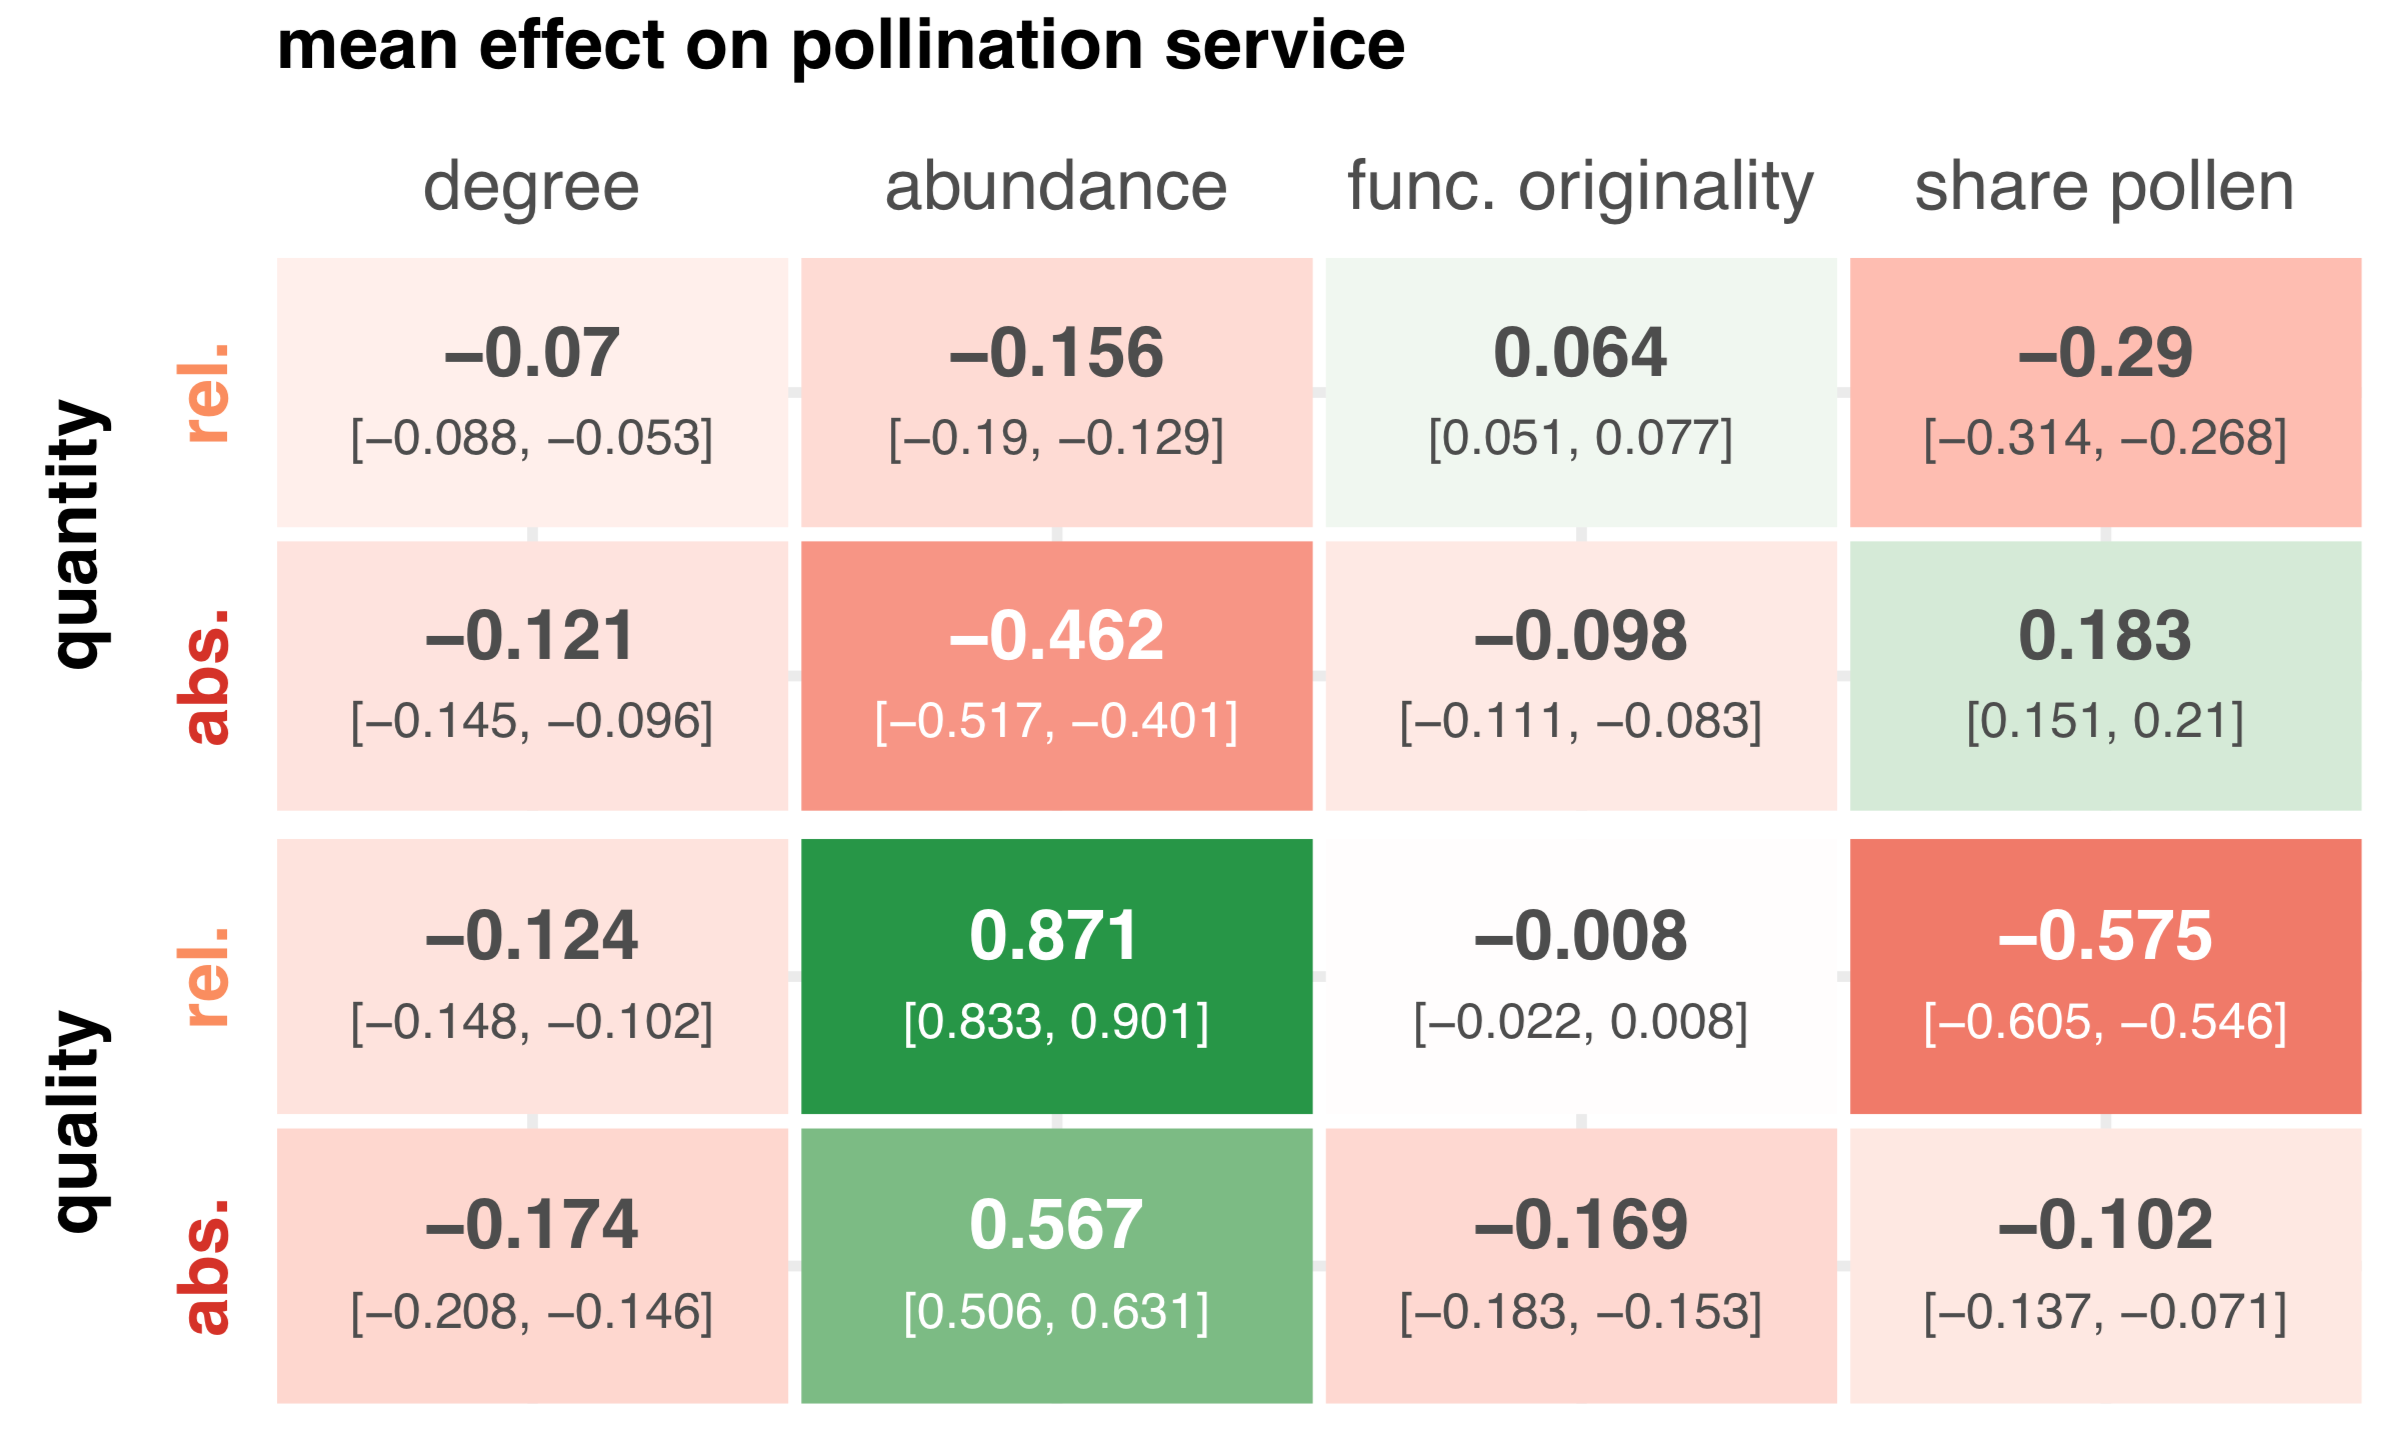 mean effect on pollination service
degree abundance func. originality share pollen
quantity
rel.
–0.07 –0.156 0.064 –0.29
[–0.088, –0.053] [–0.19, –0.129] [0.051, 0.077] [–0.314, –0.268]
abs.
–0.121 –0.462 –0.098 0.183
[–0.145, –0.096] [–0.517, –0.401] [–0.111, –0.083] [0.151, 0.21]
quality
rel.
–0.124 0.871 –0.008 –0.575
[–0.148, –0.102] [0.833, 0.901] [–0.022, 0.008] [–0.605, –0.546]
abs.
–0.174 0.567 –0.169 –0.102
[–0.208, –0.146] [0.506, 0.631] [–0.183, –0.153] [–0.137, –0.071]